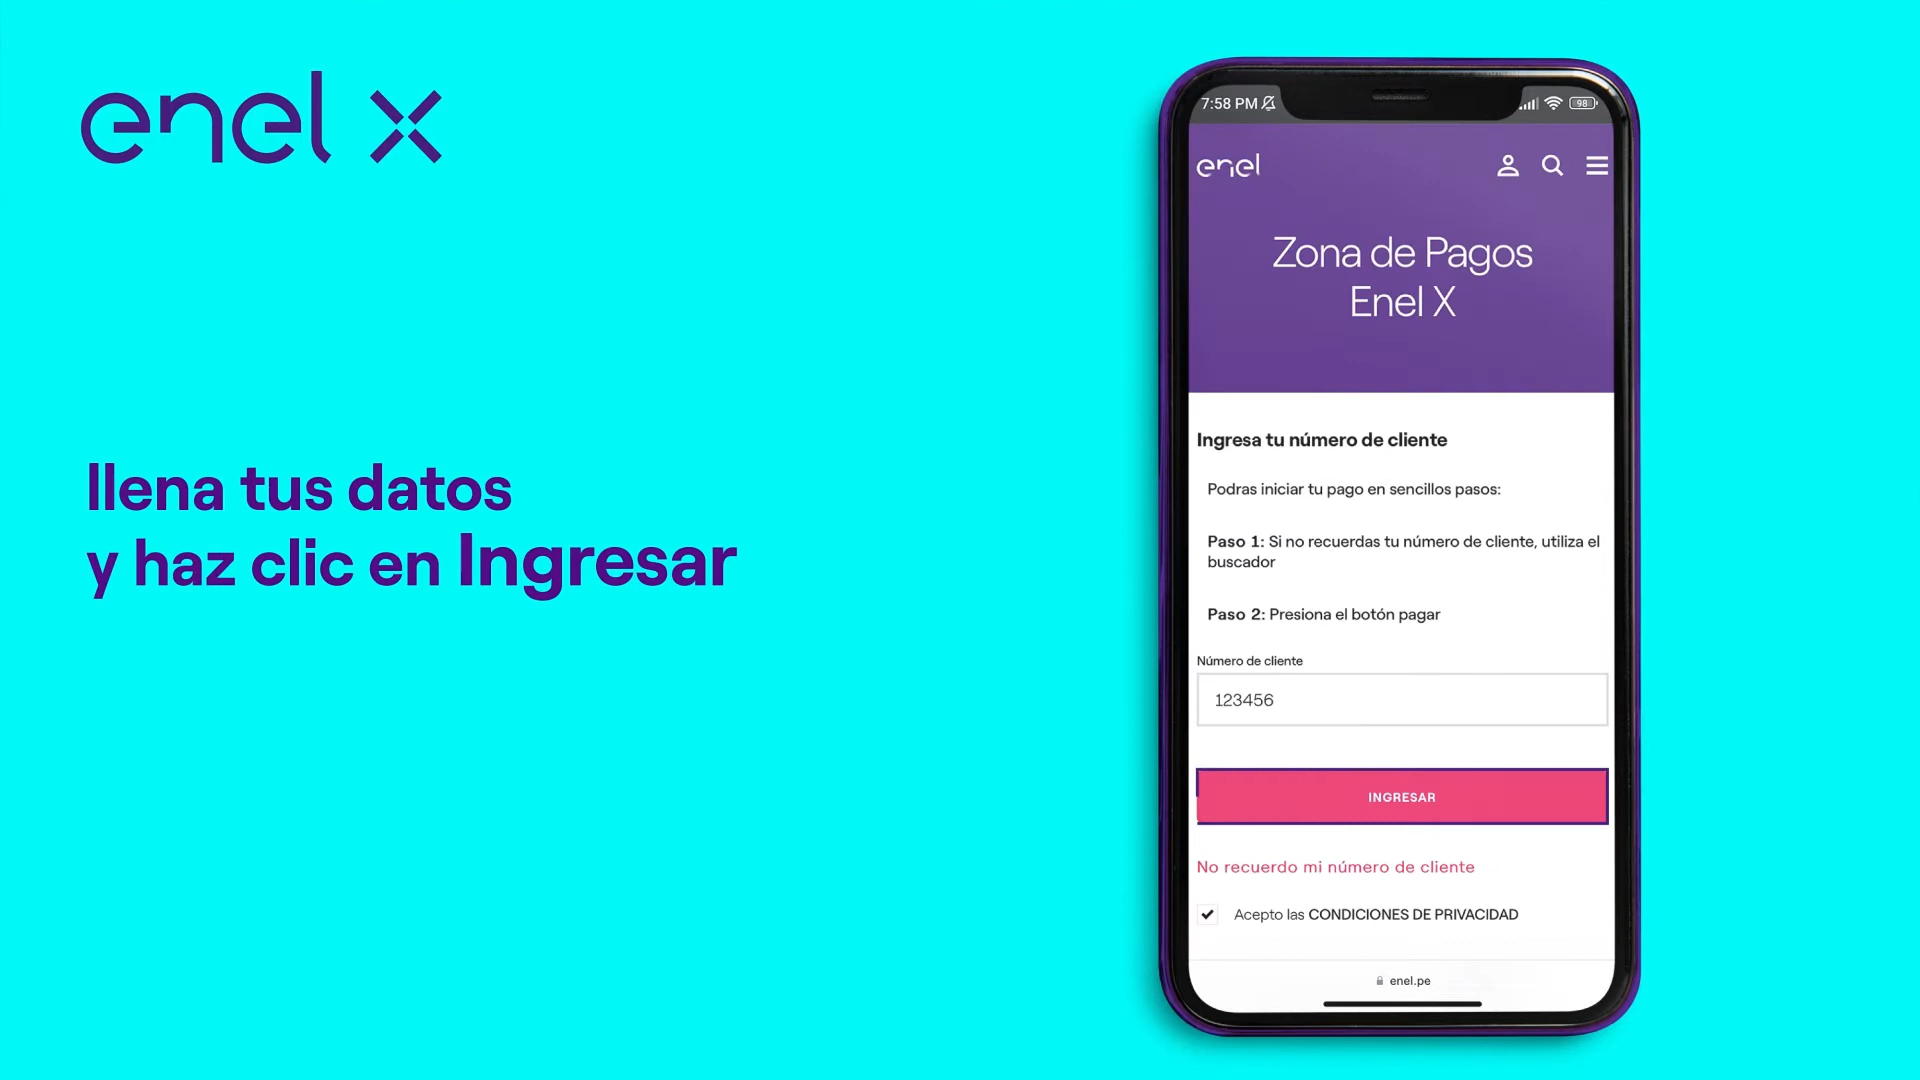 enel x
llena tus datos
y haz clic en Ingresar
7:58 PM
98
enel
Zona de Pagos
Enel X
Ingresa tu número de cliente
Podras iniciar tu pago en sencillos pasos:
Paso 1: Si no recuerdas tu número de cliente, utiliza el
buscador
Paso 2: Presiona el botón pagar
Número de cliente
123456
INGRESAR
No recuerdo mi número de cliente
Acepto las CONDICIONES DE PRIVACIDAD
enel.pe